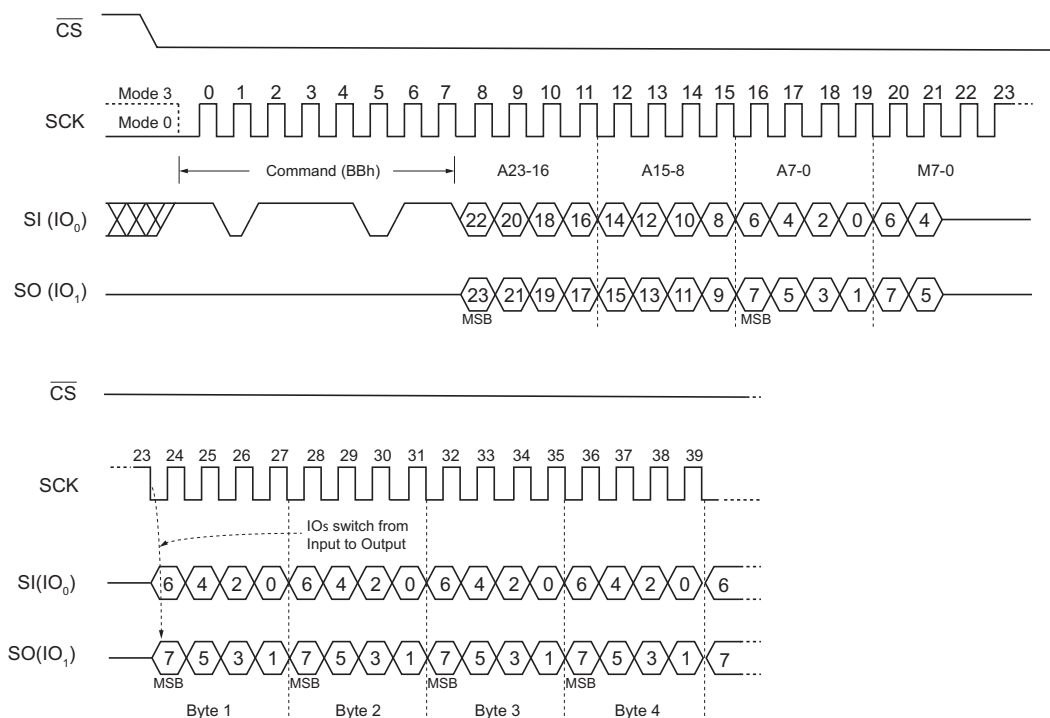 CS
Mode 3 0 1 2 3 4 5 6 7 8 9 10 11 12 13 14 15 16 17 18 19 20 21 22 23
SCK Mode 0
Command (BBh) A23-16 A15-8 A7-0 M7-0
SI (IO0) 22 20 18 16 14 12 10 8 6 4 2 0 6 4
SO (IO1) 23 21 19 17 15 13 11 9 7 5 3 1 7 5
MSB MSB
CS
23 24 25 26 27 28 29 30 31 32 33 34 35 36 37 38 39
SCK
IOs switch from
Input to Output
SI(IO0) 6 4 2 0 6 4 2 0 6 4 2 0 6 4 2 0 6
SO(IO1) 7 5 3 1 7 5 3 1 7 5 3 1 7 5 3 1 7
MSB MSB MSB MSB
Byte 1 Byte 2 Byte 3 Byte 4